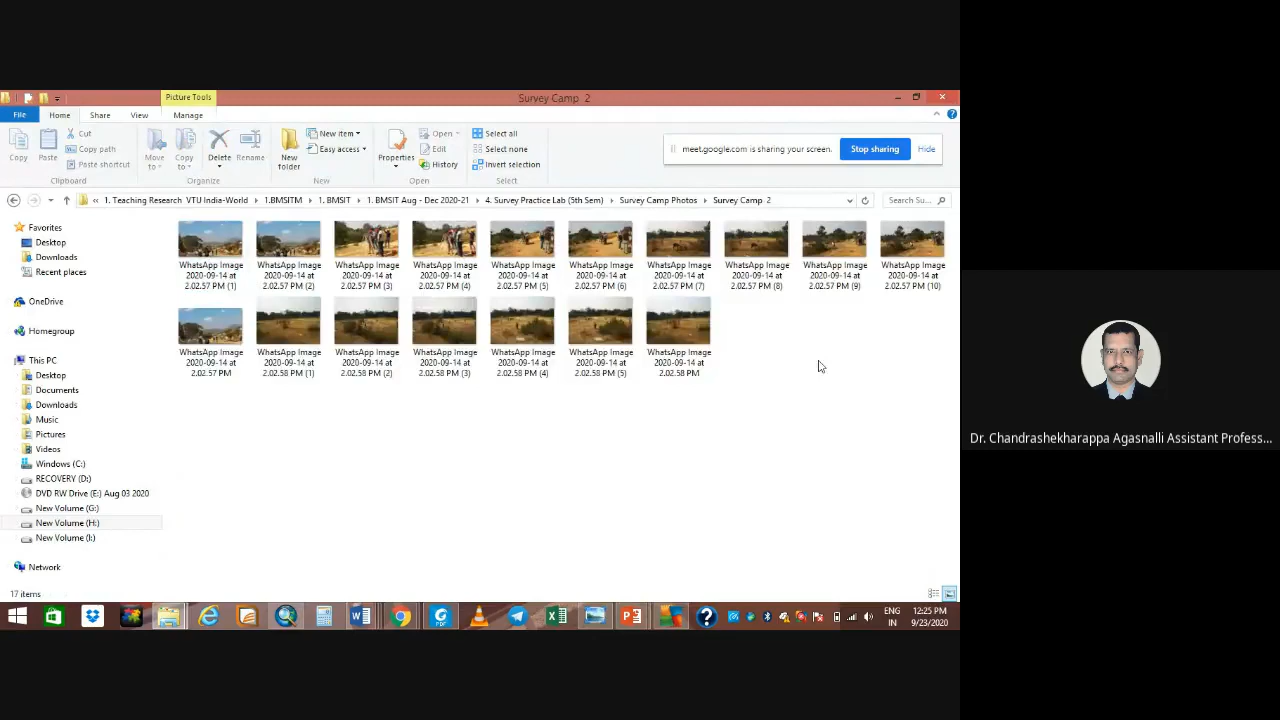 Picture Tools
Survey Camp 2
File
Home
Share
View
Manage
Copy
Paste
Cut
Copy path
Paste shortcut
Clipboard
Move to
Copy to
Delete
Rename
Organize
New folder
New item
Easy access
New
Properties
Open
Edit
History
Open
Select all
Select none
Invert selection
Select
meet.google.com is sharing your screen.
Stop sharing
Hide
« 1. Teaching Research VTU India-World
1.BMSITM
1. BMSIT
1. BMSIT Aug - Dec 2020-21
4. Survey Practice Lab (5th Sem)
Survey Camp Photos
Survey Camp 2
Search Su...
Favorites
Desktop
Downloads
Recent places
OneDrive
Homegroup
This PC
Desktop
Documents
Downloads
Music
Pictures
Videos
Windows (C:)
RECOVERY (D:)
DVD RW Drive (E:) Aug 03 2020
New Volume (G:)
New Volume (H:)
New Volume (I:)
Network
WhatsApp Image
2020-09-14 at
2.02.57 PM (1)
WhatsApp Image
2020-09-14 at
2.02.57 PM (2)
WhatsApp Image
2020-09-14 at
2.02.57 PM (3)
WhatsApp Image
2020-09-14 at
2.02.57 PM (4)
WhatsApp Image
2020-09-14 at
2.02.57 PM (5)
WhatsApp Image
2020-09-14 at
2.02.57 PM (6)
WhatsApp Image
2020-09-14 at
2.02.57 PM (7)
WhatsApp Image
2020-09-14 at
2.02.57 PM (8)
WhatsApp Image
2020-09-14 at
2.02.57 PM (9)
WhatsApp Image
2020-09-14 at
2.02.57 PM (10)
WhatsApp Image
2020-09-14 at
2.02.57 PM
WhatsApp Image
2020-09-14 at
2.02.58 PM (1)
WhatsApp Image
2020-09-14 at
2.02.58 PM (2)
WhatsApp Image
2020-09-14 at
2.02.58 PM (3)
WhatsApp Image
2020-09-14 at
2.02.58 PM (4)
WhatsApp Image
2020-09-14 at
2.02.58 PM (5)
WhatsApp Image
2020-09-14 at
2.02.58 PM
Dr. Chandrashekharappa Agasnalli Assistant Profess...
17 items
ENG
IN
12:25 PM
9/23/2020